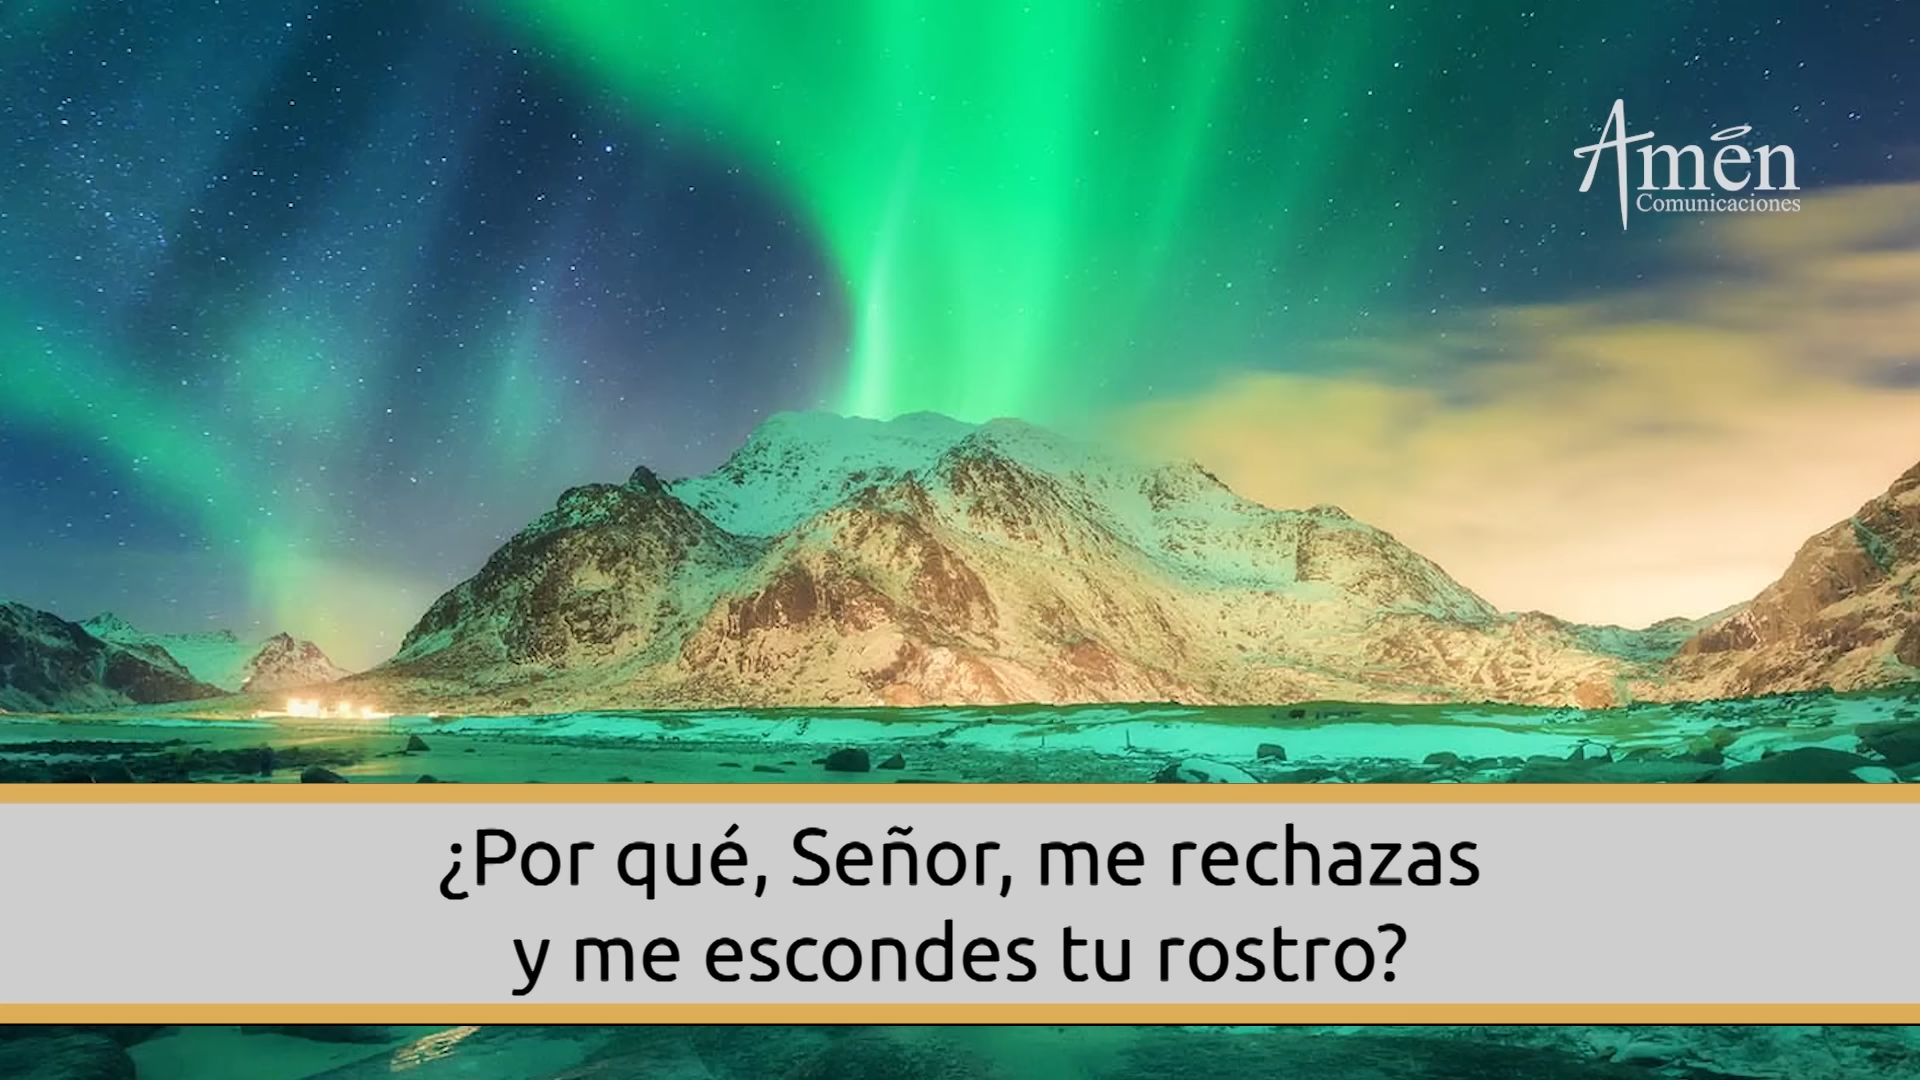 Amén
Comunicaciones
¿Por qué, Señor, me rechazas
y me escondes tu rostro?